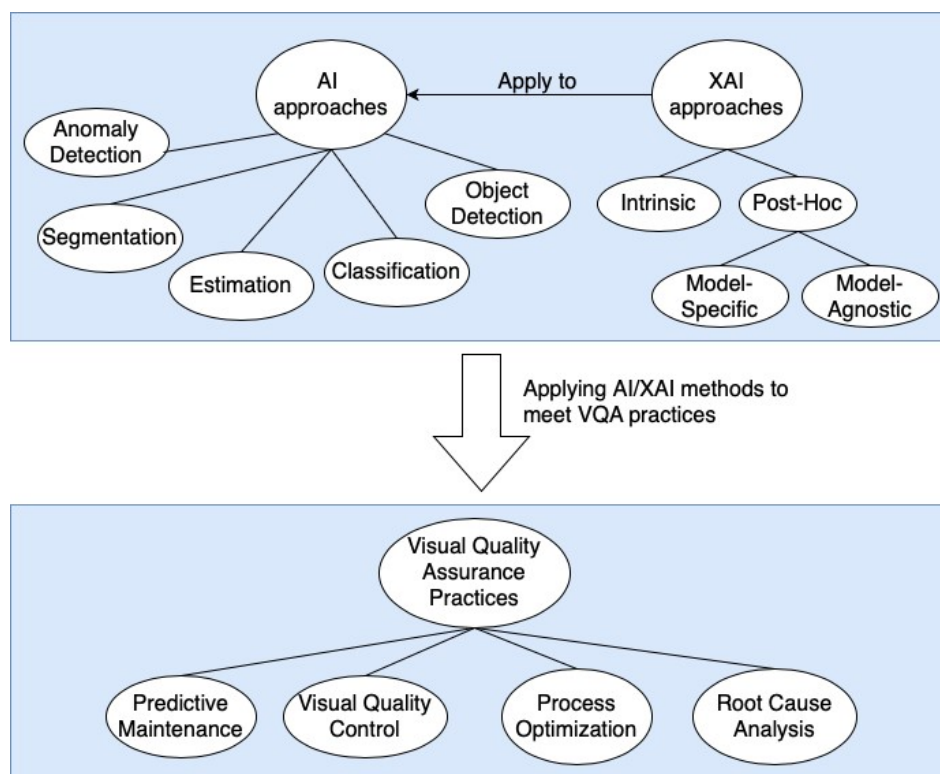 AI
approaches
Apply to
XAI
approaches
Anomaly
Detection
Segmentation
Estimation
Classification
Object
Detection
Intrinsic
Post-Hoc
Model-
Specific
Model-
Agnostic
Applying AI/XAI methods to
meet VQA practices
Visual Quality
Assurance
Practices
Predictive
Maintenance
Visual Quality
Control
Process
Optimization
Root Cause
Analysis